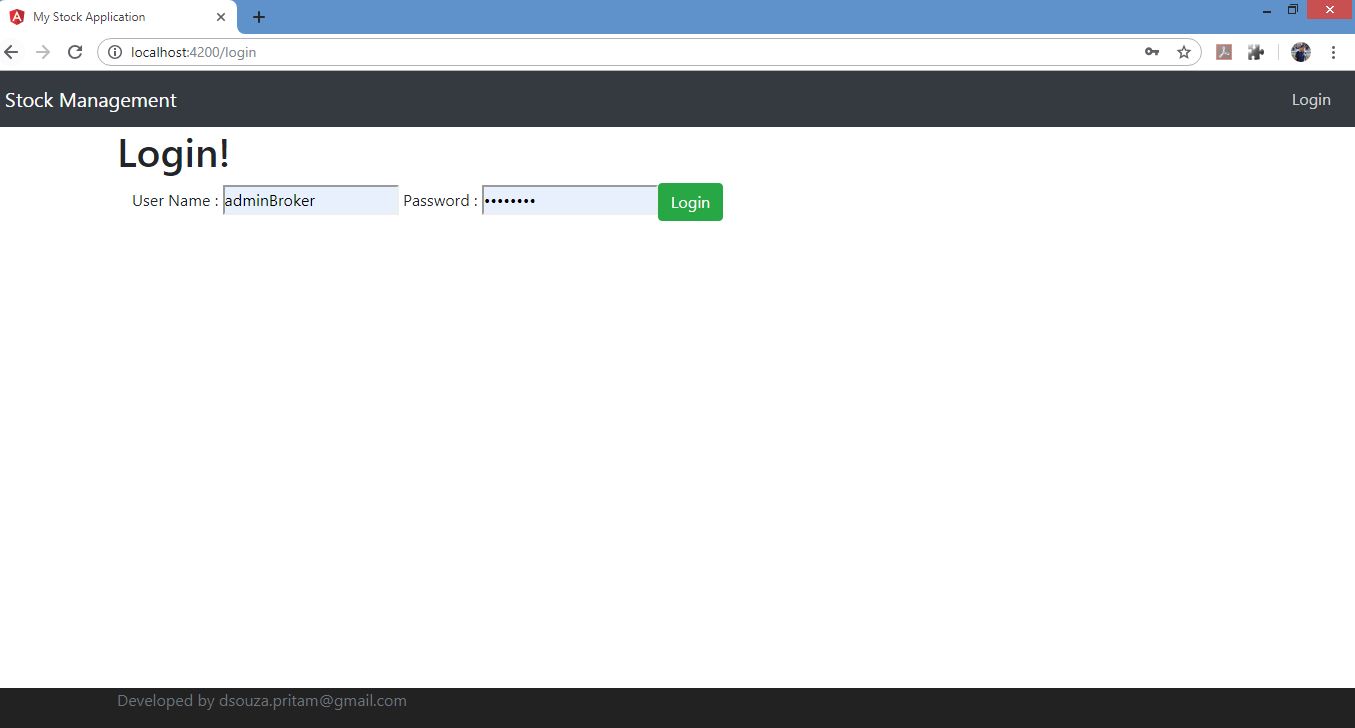 My Stock Application
localhost:4200/login
Stock Management
Login
Login!
User Name : adminBroker Password : •••••••• Login
Developed by dsouza.pritam@gmail.com